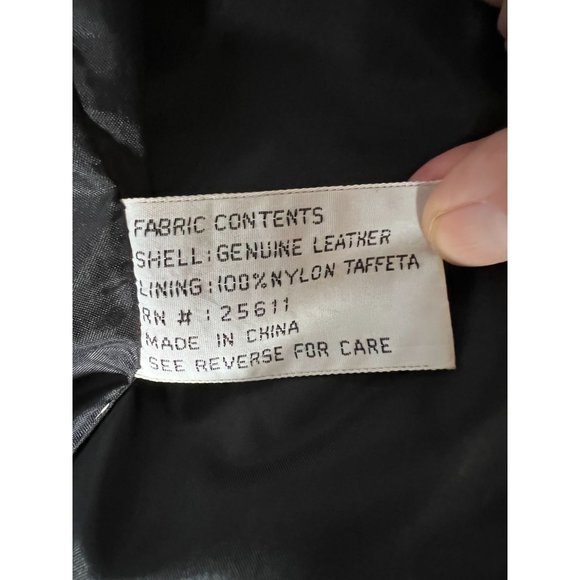 FABRIC CONTENTS
SHELL: GENUINE LEATHER
LINING: 100% NYLON TAFFETA
RN # : 25611
MADE IN CHINA
SEE REVERSE FOR CARE